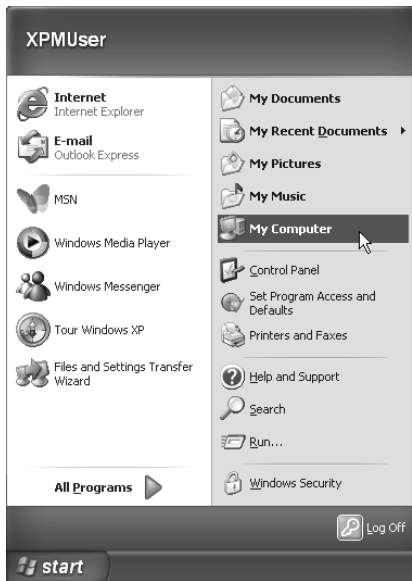 XPMUser
Internet
Internet Explorer
E-mail
Outlook Express
MSN
Windows Media Player
Windows Messenger
Tour Windows XP
Files and Settings Transfer
Wizard
All Programs
My Documents
My Recent Documents
My Pictures
My Music
My Computer
Control Panel
Set Program Access and
Defaults
Printers and Faxes
Help and Support
Search
Run...
Windows Security
Log Off
start